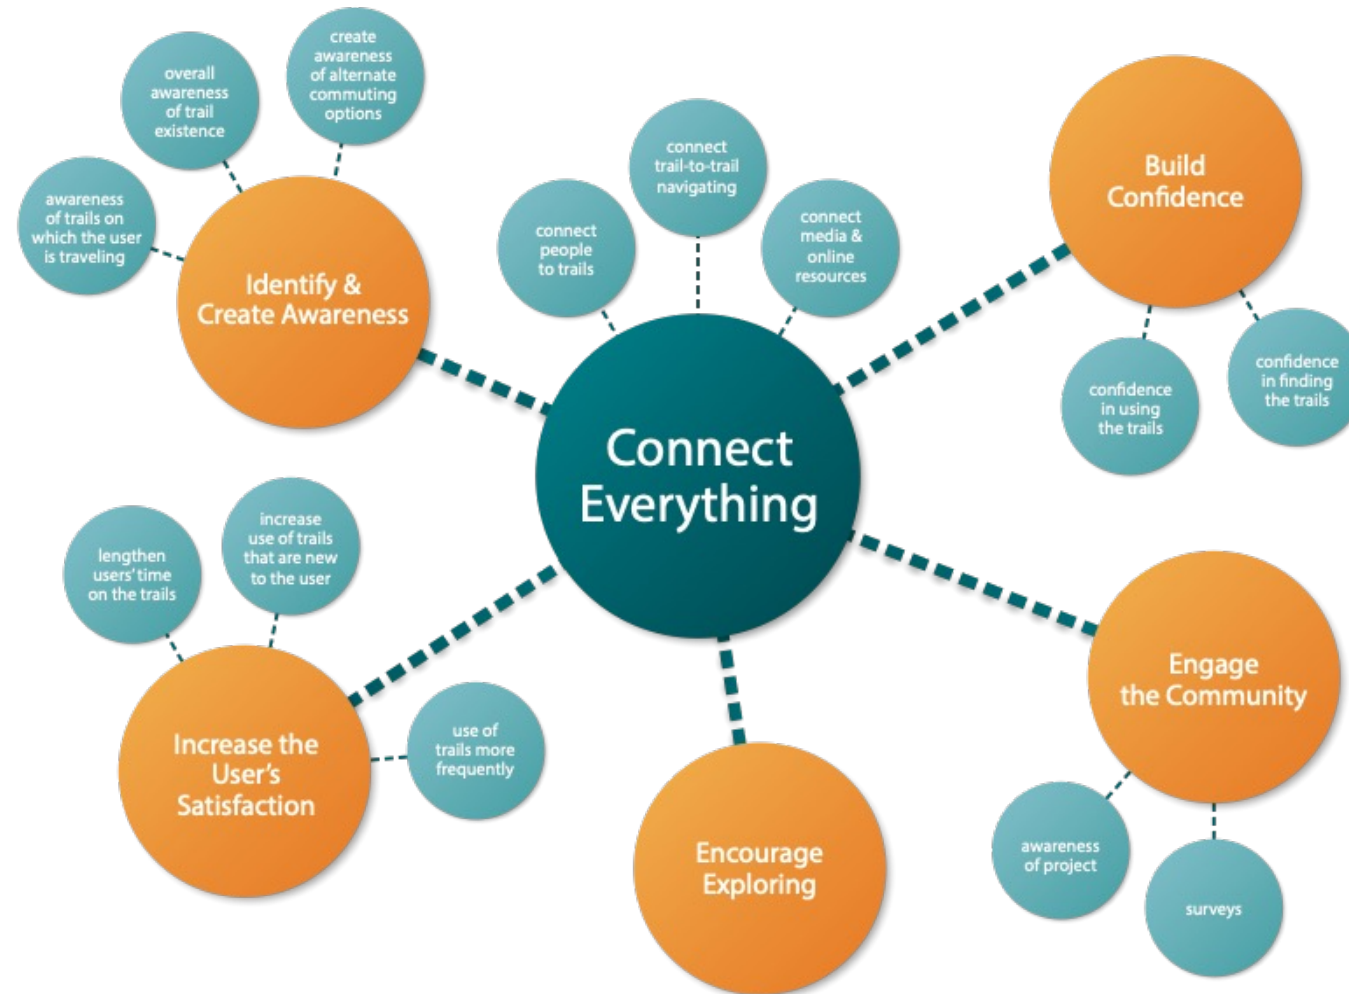 create
awareness
of alternate
commuting
options
overall
awareness
of trail
existence
awareness
of trails on
which the user
is traveling
Identify &
Create Awareness
connect
trail-to-trail
navigating
connect
people
to trails
connect
media &
online
resources
Build
Confidence
confidence
in using
the trails
confidence
in finding
the trails
Connect
Everything
lengthen
users’ time
on the trails
increase
use of trails
that are new
to the user
Increase the
User’s
Satisfaction
use of
trails more
frequently
Encourage
Exploring
Engage
the Community
awareness
of project
surveys